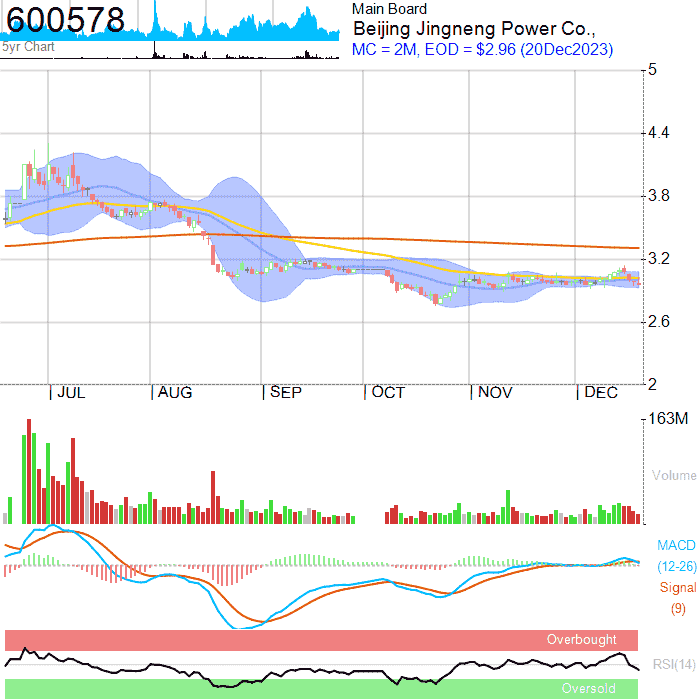 600578
5yr Chart
Main Board
Beijing Jingneng Power Co.,
MC = 2M, EOD = $2.96 (20Dec2023)
5
4.4
3.8
3.2
2.6
2
JUL
AUG
SEP
OCT
NOV
DEC
163M
Volume
MACD
(12-26)
Signal
(9)
Overbought
RSI(14)
Oversold